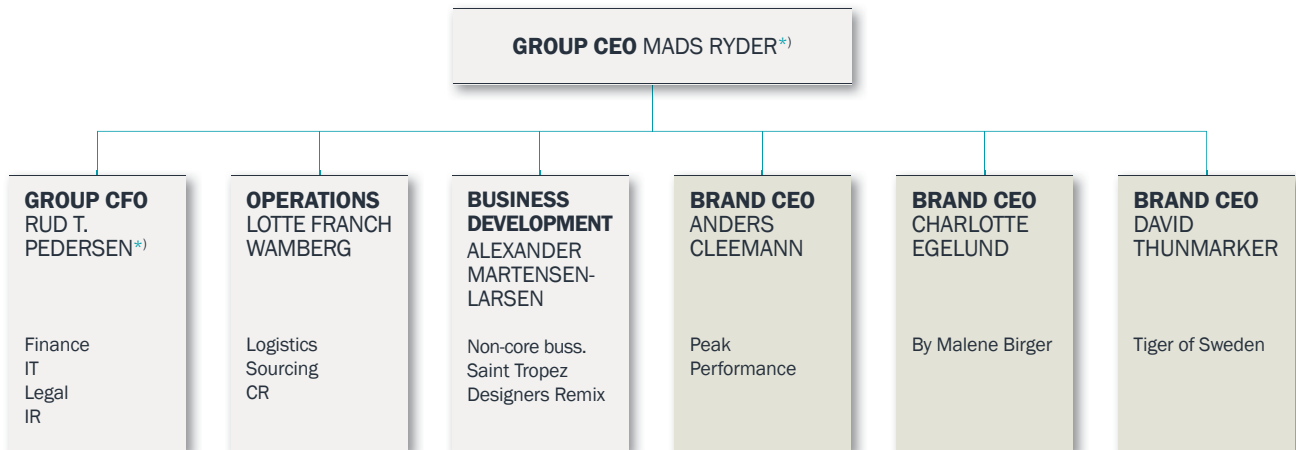 GROUP CEO MADS RYDER*)
GROUP CFO
RUD T.
PEDERSEN*)
Finance
IT
Legal
IR
OPERATIONS
LOTTE FRANCH
WAMBERG
Logistics
Sourcing
CR
BUSINESS
DEVELOPMENT
ALEXANDER
MARTENSEN-
LARSEN
Non-core buss.
Saint Tropez
Designers Remix
BRAND CEO
ANDERS
CLEEMANN
Peak
Performance
BRAND CEO
CHARLOTTE
EGELUND
By Malene Birger
BRAND CEO
DAVID
THUNMARKER
Tiger of Sweden